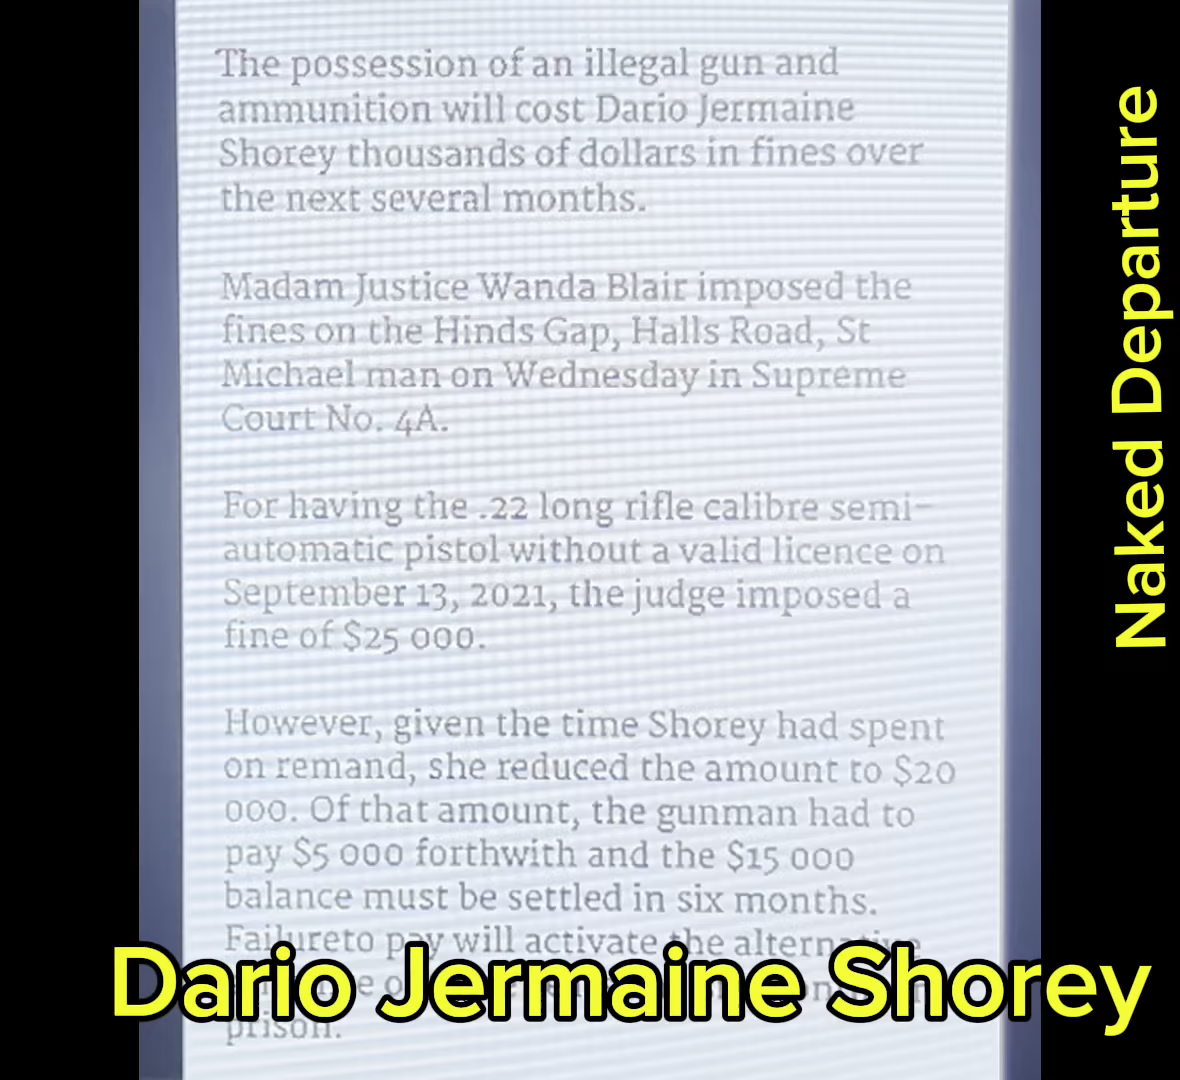 The possession of an illegal gun and
ammunition will cost Dario Jermaine
Shorey thousands of dollars in fines over
the next several months.
Madam Justice Wanda Blair imposed the
fines on the Hinds Gap, Halls Road, St
Michael man on Wednesday in Supreme
Court No. 4A.
For having the .22 long rifle calibre semi-
automatic pistol without a valid licence on
September 13, 2021, the judge imposed a
fine of $25 000.
However, given the time Shorey had spent
on remand, she reduced the amount to $20
000. Of that amount, the gunman had to
pay $5 000 forthwith and the $15 000
balance must be settled in six months.
Failureto pay will activate the alternative
prison.
Dario Jermaine Shorey
Naked Departure